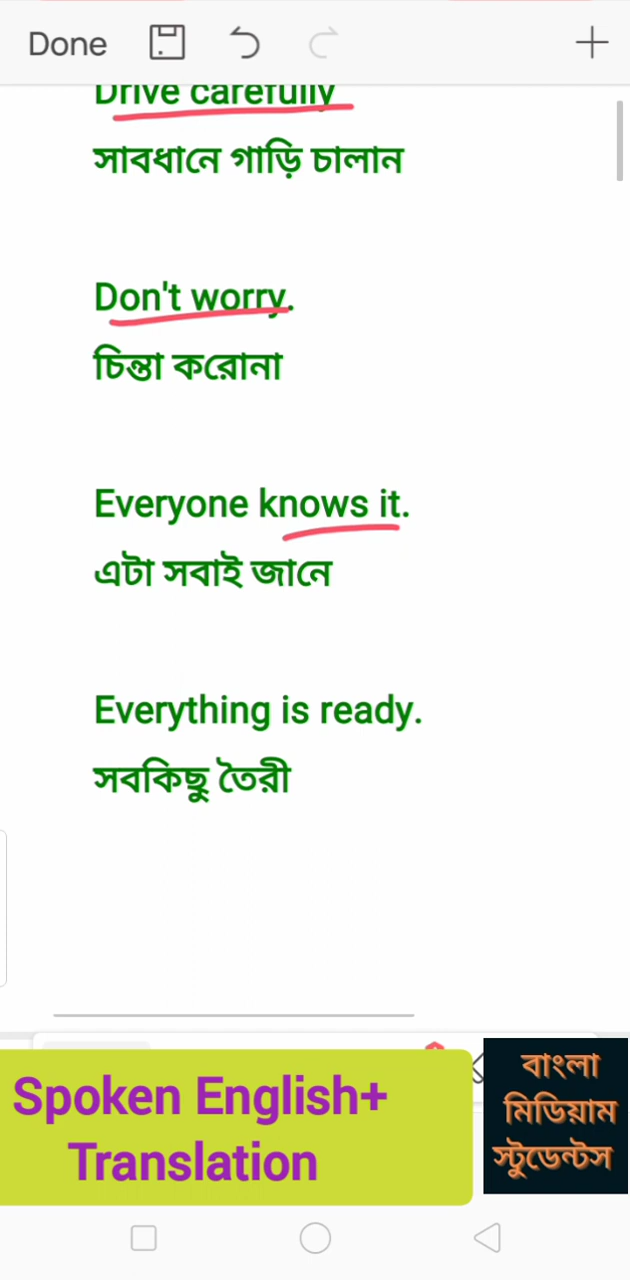 Done
Drive carefully
সাবধানে গাড়ি চালান
Don't worry.
চিন্তা করোনা
Everyone knows it.
এটা সবাই জানে
Everything is ready.
সবকিছু তৈরী
Spoken English+
Translation
বাংলা
মিডিয়াম
স্টুডেন্টস